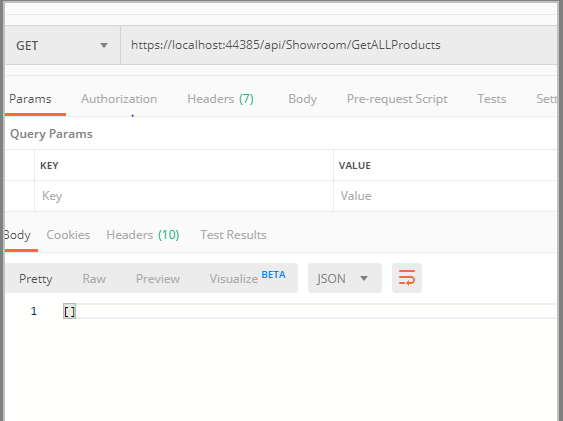 GET https://localhost:44385/api/Showroom/GetALLProducts
Params Authorization Headers (7) Body Pre-request Script Tests Sett
Query Params
KEY VALUE
Key Value
Body Cookies Headers (10) Test Results
Pretty Raw Preview Visualize BETA JSON
1 []